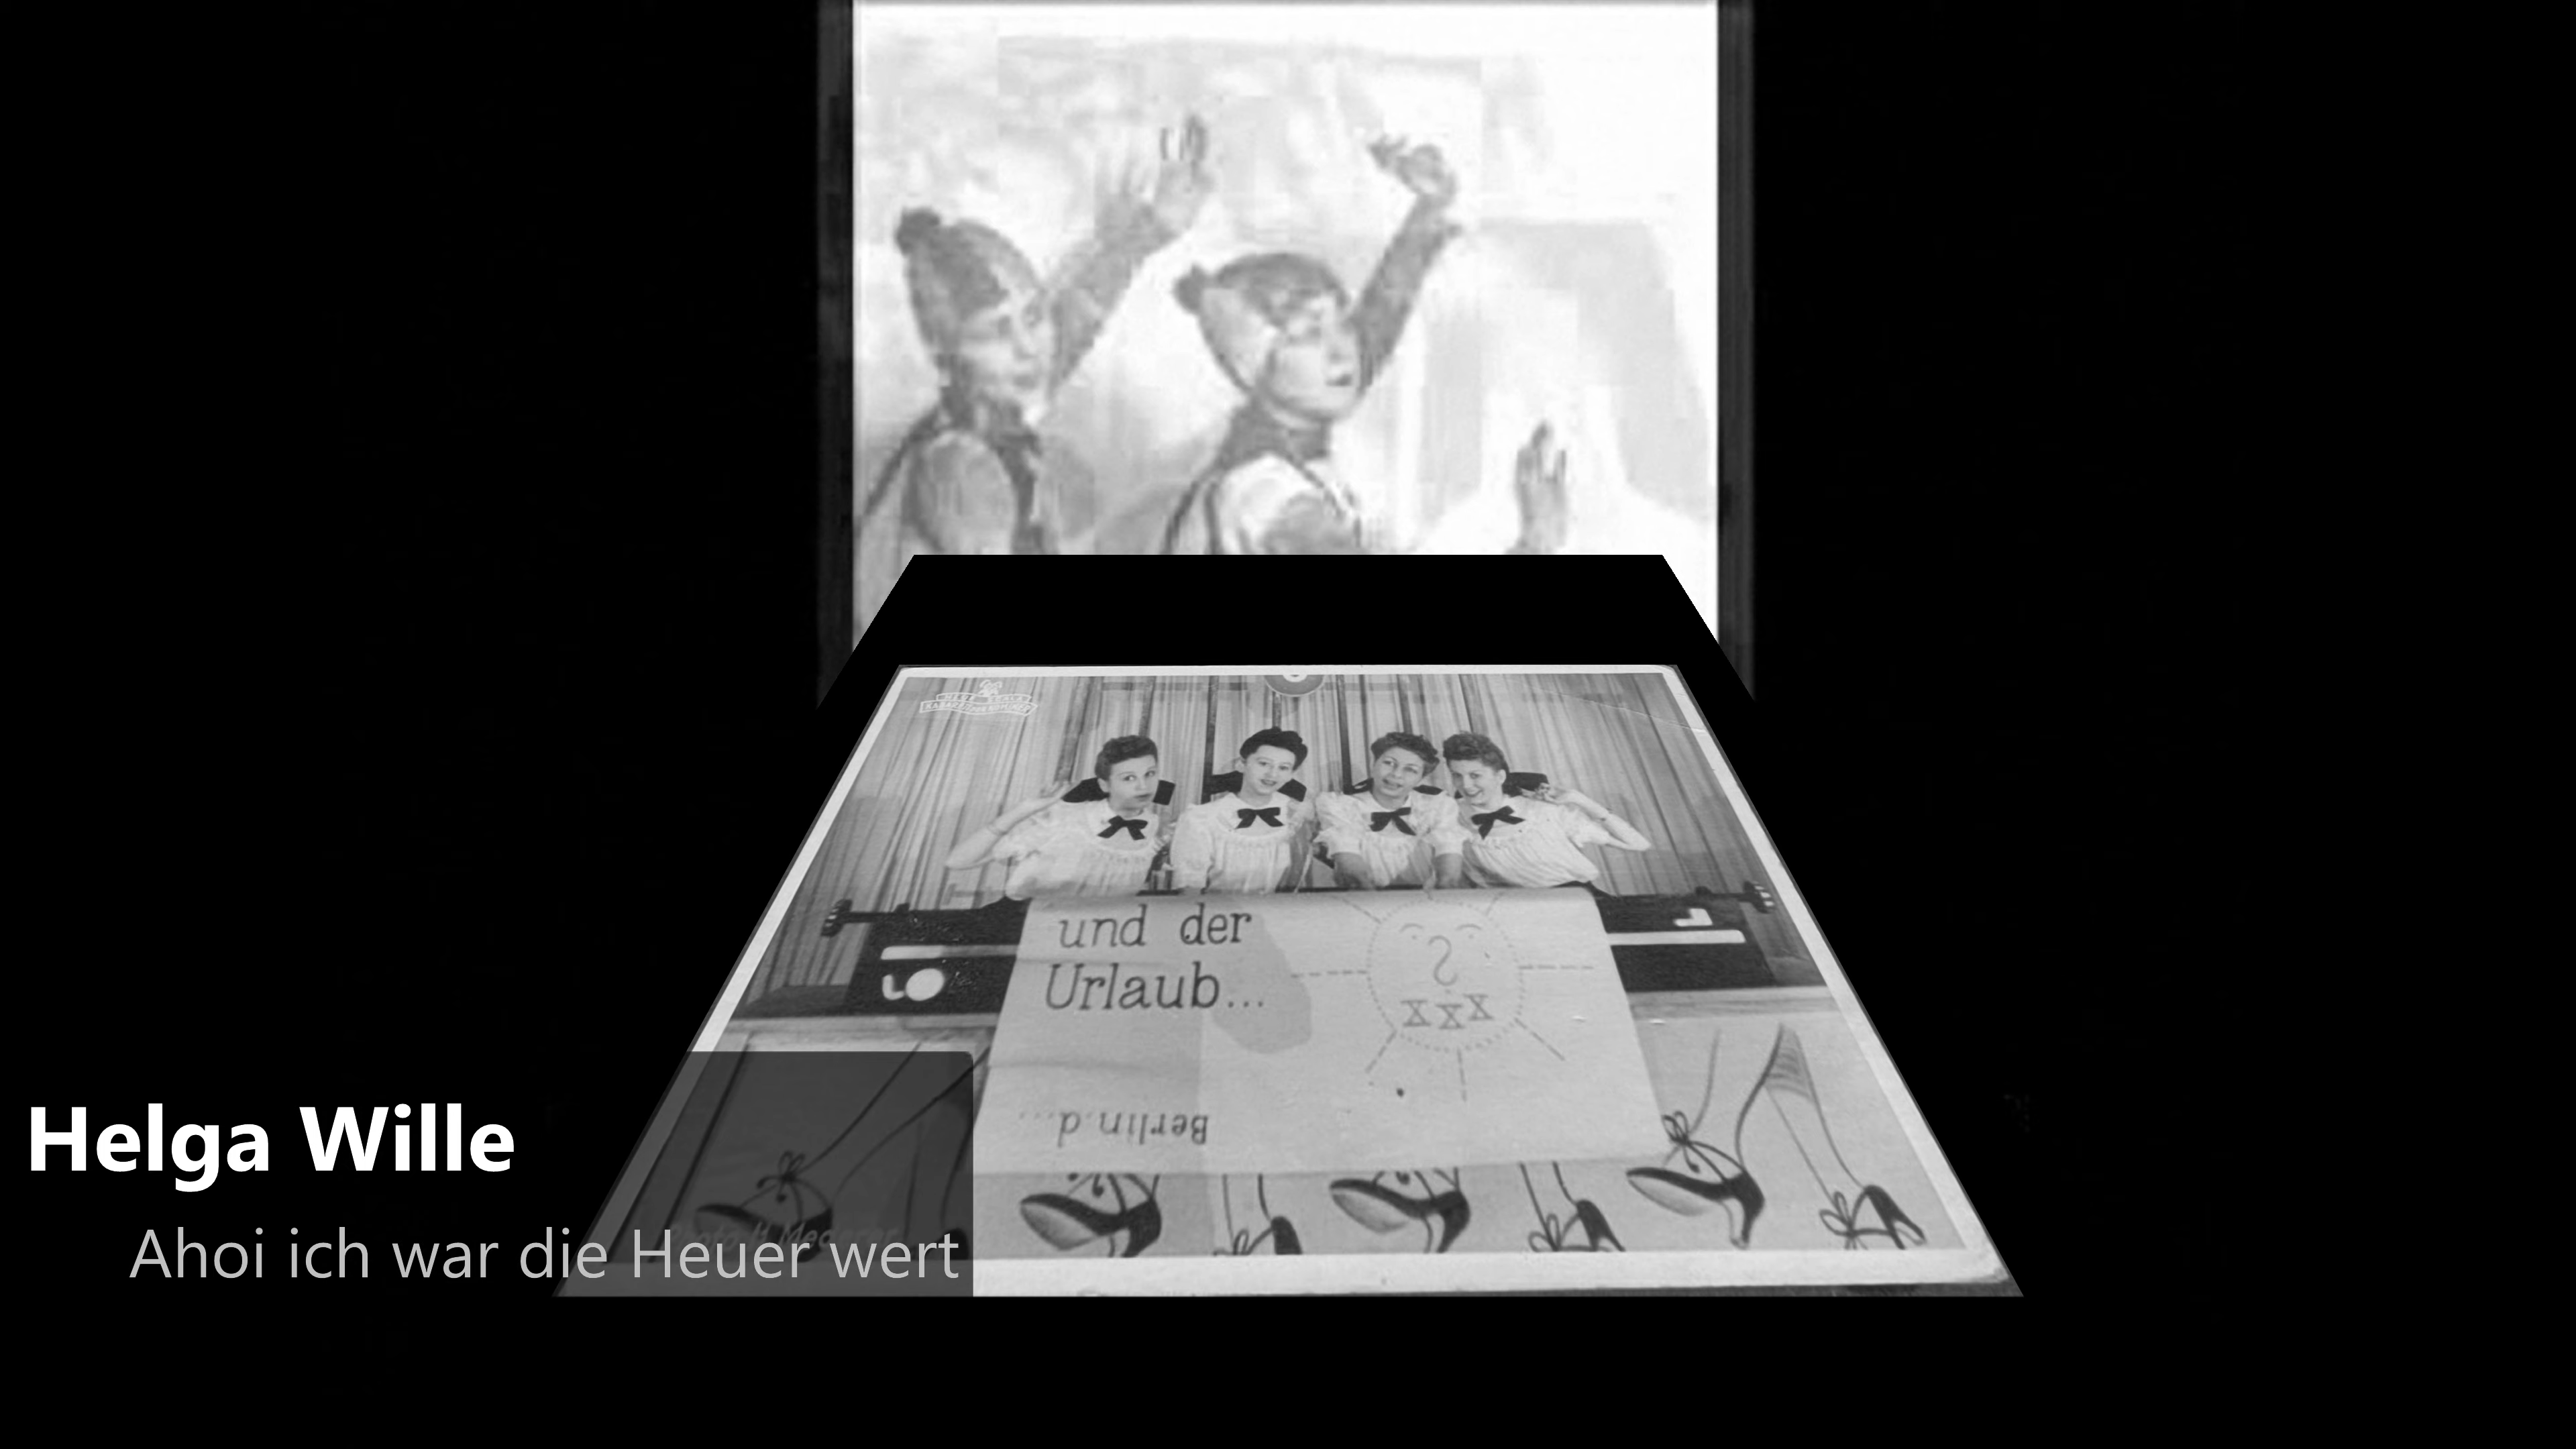 und der
Urlaub...
Berlin.d...
Helga Wille
Ahoi ich war die Heuer wert